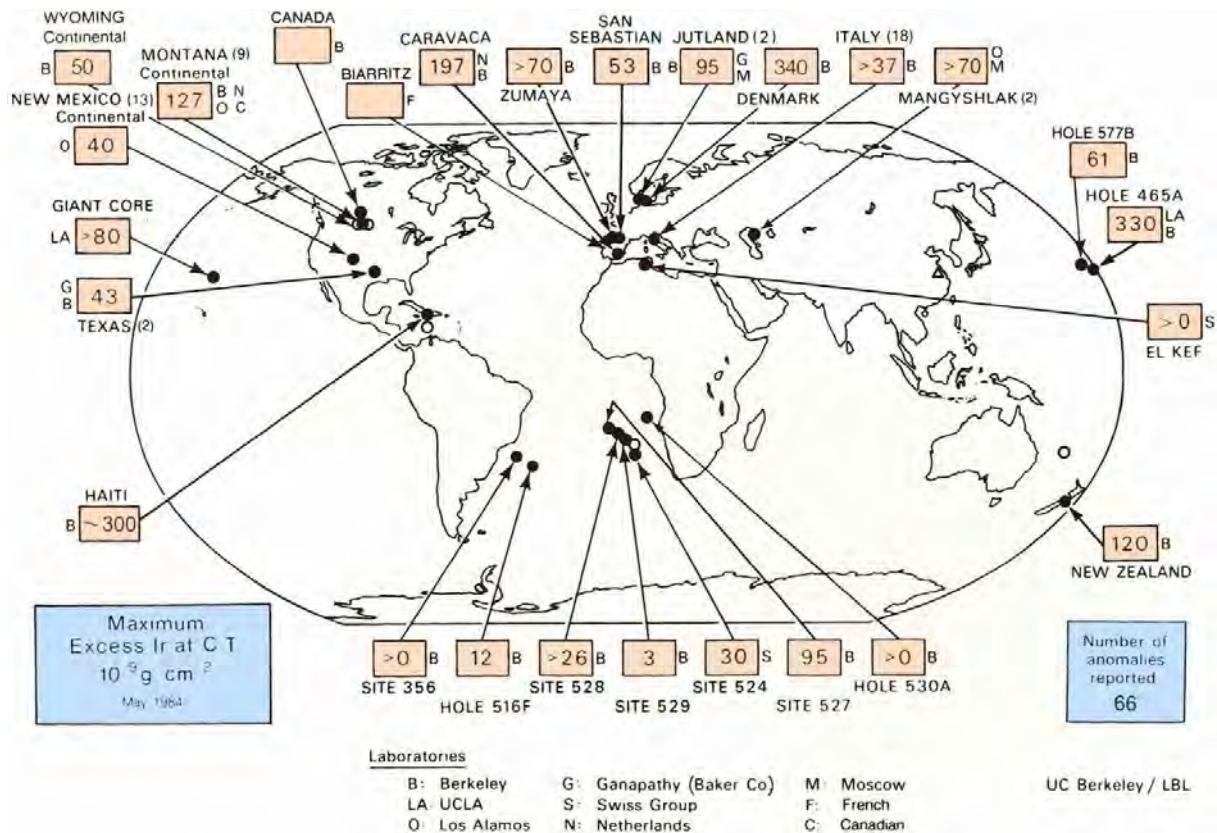 WYOMING
Continental
B 50
MONTANA (9)
Continental
127 B N
O C
NEW MEXICO (13)
Continental
O 40
CANADA
B
BIARRITZ
F
CARAVACA
197 N
B
>70 B
ZUMAYA
SAN
SEBASTIAN
53 B
JUTLAND (2)
B 95 G
M
340 B
DENMARK
ITALY (18)
>37 B
>70 O
M
MANGYSHLAK (2)
HOLE 577B
61 B
HOLE 465A
330 LA
B
GIANT CORE
LA >80
G
B 43
TEXAS (2)
>0 S
EL KEF
HAITI
B ~300
120 B
NEW ZEALAND
>0 B
SITE 356
12 B
HOLE 516F
>26 B
SITE 528
3 B
SITE 529
30 S
SITE 524
95 B
SITE 527
>0 B
HOLE 530A
Maximum
Excess Ir at C T
10⁻⁹g cm⁻²
May, 1984
Number of
anomalies
reported
66
Laboratories
B: Berkeley G: Ganapathy (Baker Co) M: Moscow
LA: UCLA S: Swiss Group F: French
O: Los Alamos N: Netherlands C: Canadian
UC Berkeley / LBL